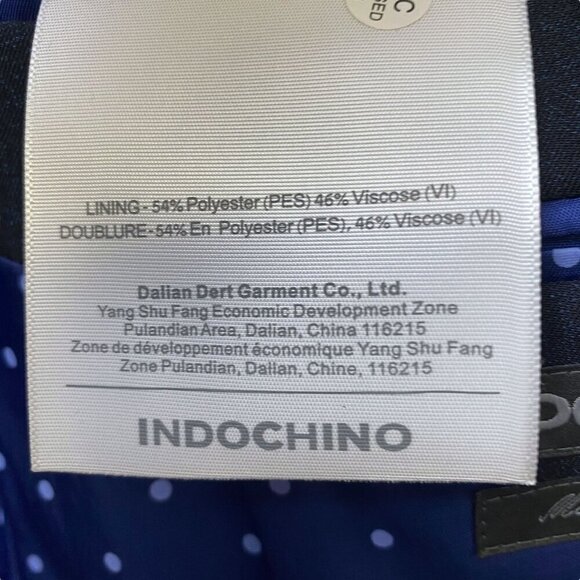 C
SED
LINING - 54% Polyester (PES) 46% Viscose (VI)
DOUBLURE - 54% En Polyester (PES), 46% Viscose (VI)
Dalian Dert Garment Co., Ltd.
Yang Shu Fang Economic Development Zone
Pulandian Area, Dalian, China 116215
Zone de développement économique Yang Shu Fang
Zone Pulandian, Dalian, Chine, 116215
INDOCHINO